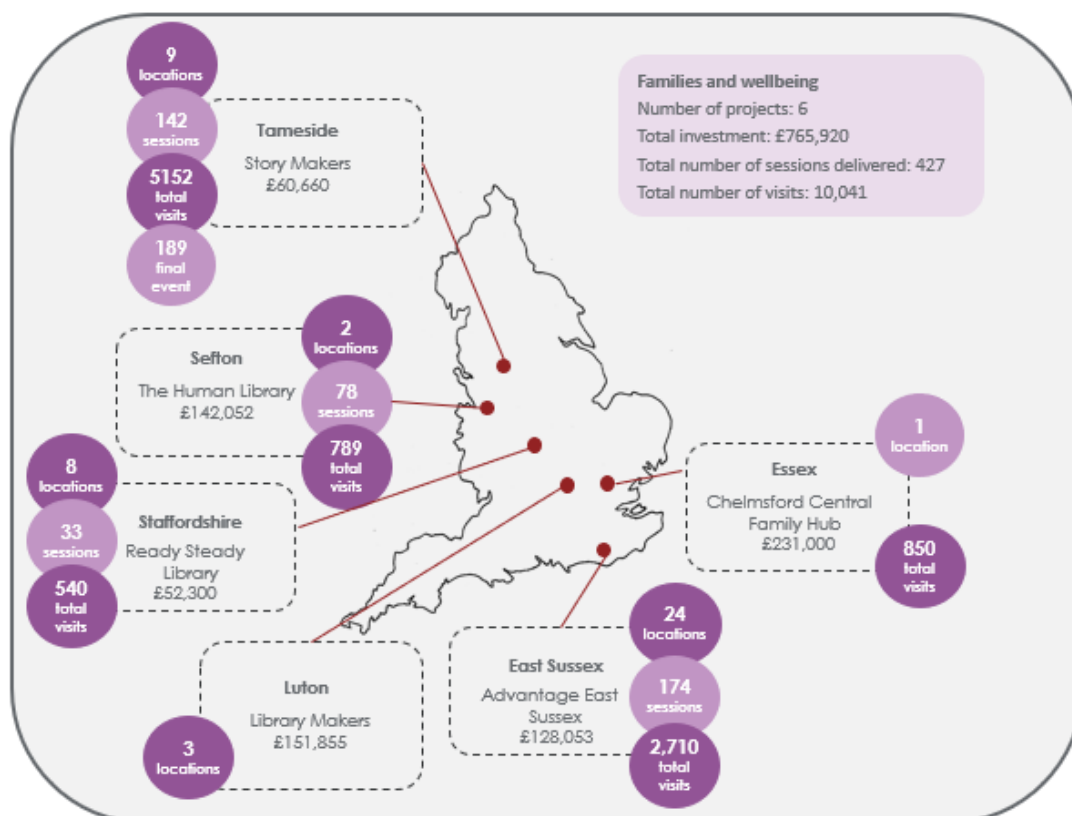 9
locations
142
sessions
5152
total
visits
189
final
event
Tameside
Story Makers
£60,660
Families and wellbeing
Number of projects: 6
Total investment: £765,920
Total number of sessions delivered: 427
Total number of visits: 10,041
Sefton
The Human Library
£142,052
2
locations
78
sessions
789
total
visits
8
locations
33
sessions
540
total
visits
Staffordshire
Ready Steady
Library
£52,300
1
location
Essex
Chelmsford Central
Family Hub
£231,000
850
total
visits
Luton
Library Makers
£151,855
3
locations
East Sussex
Advantage East
Sussex
£128,053
24
locations
174
sessions
2,710
total
visits